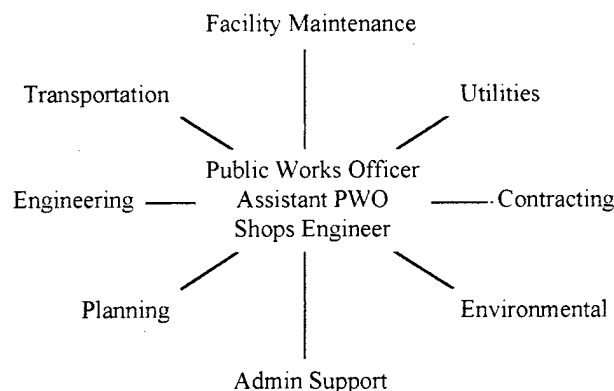 Facility Maintenance
Transportation
Utilities
Public Works Officer
Engineering
Assistant PWO
Contracting
Shops Engineer
Planning
Environmental
Admin Support